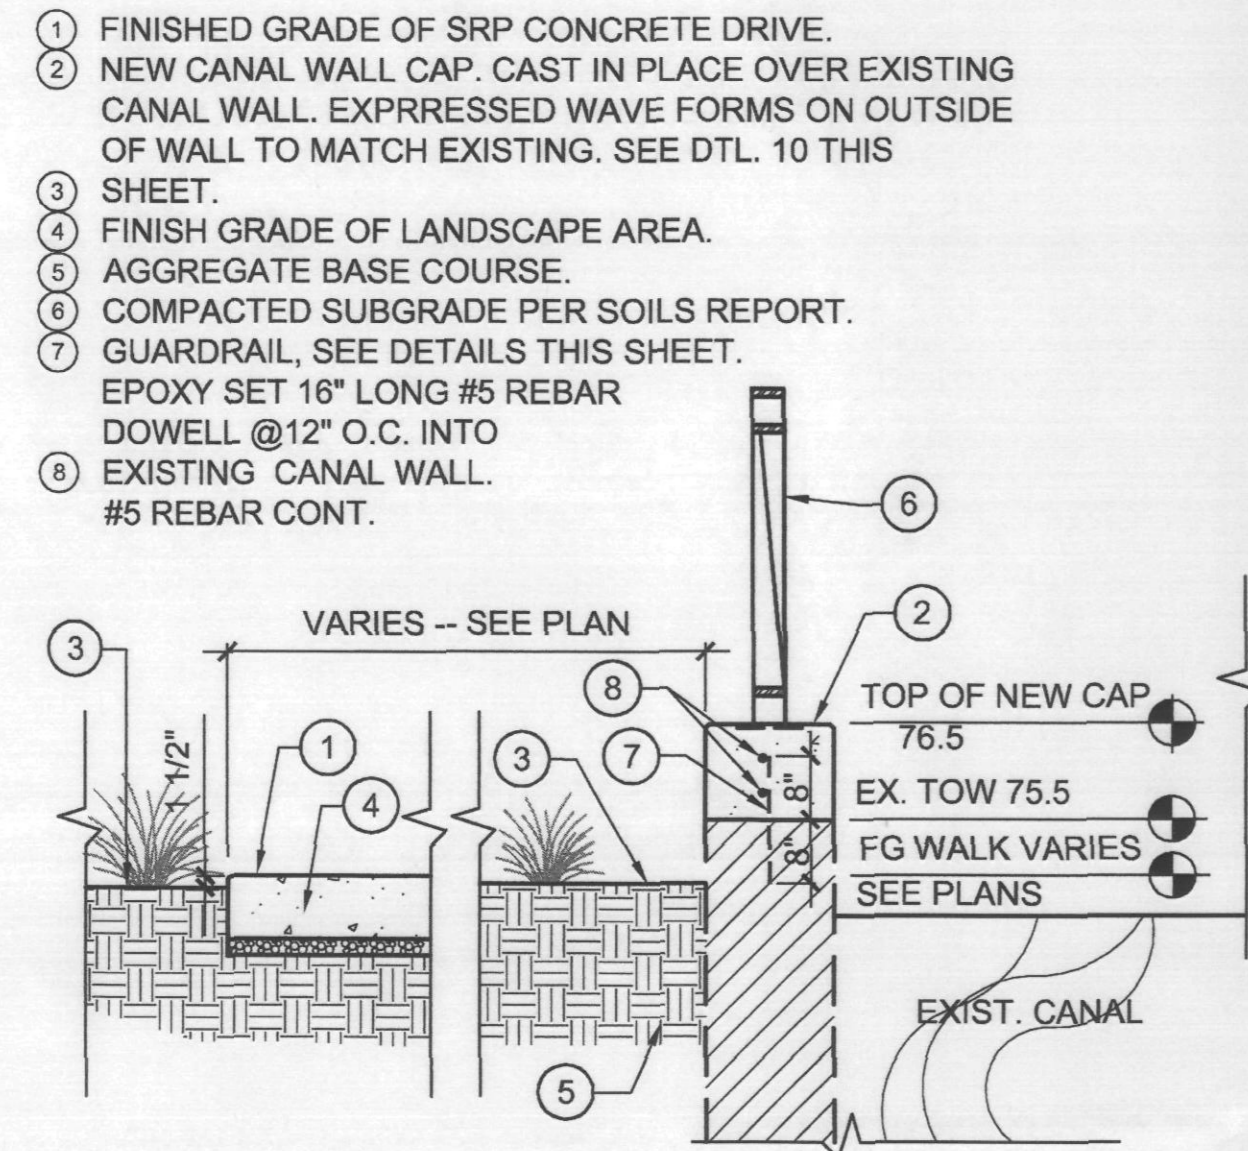 1 FINISHED GRADE OF SRP CONCRETE DRIVE.
2 NEW CANAL WALL CAP. CAST IN PLACE OVER EXISTING
CANAL WALL. EXPRRESSED WAVE FORMS ON OUTSIDE
OF WALL TO MATCH EXISTING. SEE DTL. 10 THIS
3 SHEET.
4 FINISH GRADE OF LANDSCAPE AREA.
5 AGGREGATE BASE COURSE.
6 COMPACTED SUBGRADE PER SOILS REPORT.
7 GUARDRAIL, SEE DETAILS THIS SHEET.
EPOXY SET 16" LONG #5 REBAR
DOWELL @12" O.C. INTO
8 EXISTING CANAL WALL.
#5 REBAR CONT.
6
2
VARIES -- SEE PLAN
3
8
TOP OF NEW CAP
76.5
1
3
7
1 1/2"
4
8"
EX. TOW 75.5
8"
FG WALK VARIES
SEE PLANS
EXIST. CANAL
5